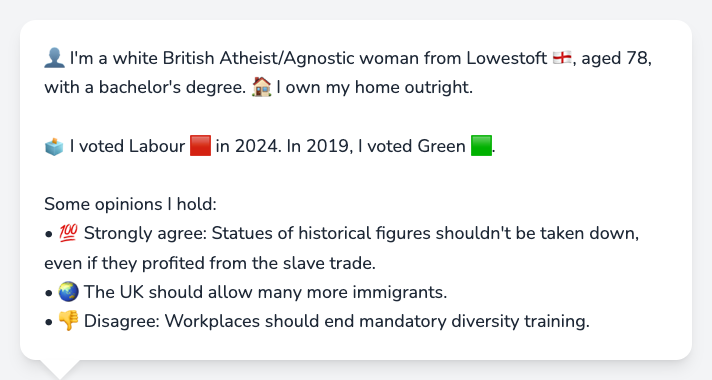 👤 I'm a white British Atheist/Agnostic woman from Lowestoft 🏴󠁧󠁢󠁥󠁮󠁧󠁿, aged 78,
with a bachelor's degree. 🏠 I own my home outright.
🗳️ I voted Labour 🟥 in 2024. In 2019, I voted Green 🟩.
Some opinions I hold:
• 💯 Strongly agree: Statues of historical figures shouldn't be taken down,
even if they profited from the slave trade.
• 🌏 The UK should allow many more immigrants.
• 👎 Disagree: Workplaces should end mandatory diversity training.